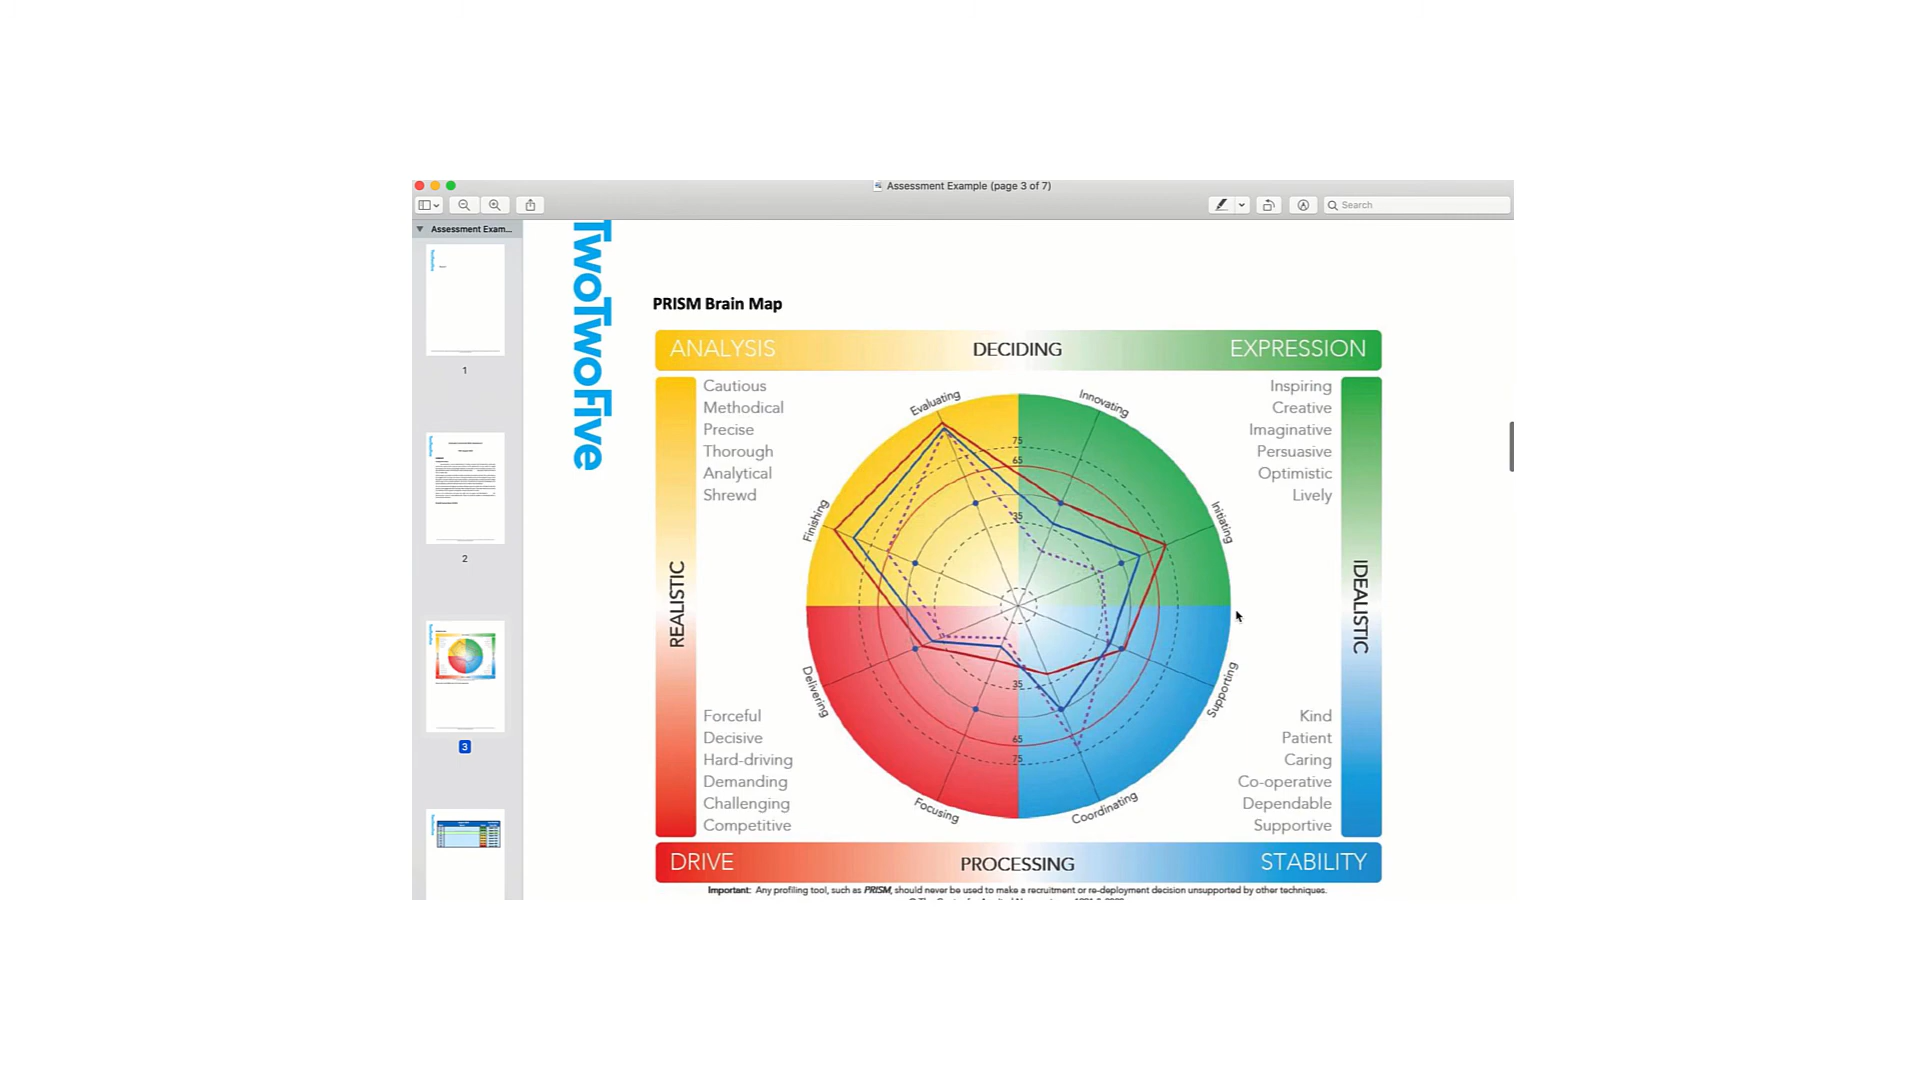 Assessment Example (page 3 of 7)
Search
Assessment Exam...
1
2
3
TwoTwoFive
PRISM Brain Map
ANALYSIS
DECIDING
EXPRESSION
Cautious
Methodical
Precise
Thorough
Analytical
Shrewd
Inspiring
Creative
Imaginative
Persuasive
Optimistic
Lively
REALISTIC
IDEALISTIC
Evaluating
Innovating
Finishing
Initiating
Delivering
Supporting
Focusing
Coordinating
75
65
35
35
65
75
Forceful
Decisive
Hard-driving
Demanding
Challenging
Competitive
Kind
Patient
Caring
Co-operative
Dependable
Supportive
DRIVE
PROCESSING
STABILITY
Important: Any profiling tool, such as PRISM, should never be used to make a recruitment or re-deployment decision unsupported by other techniques.